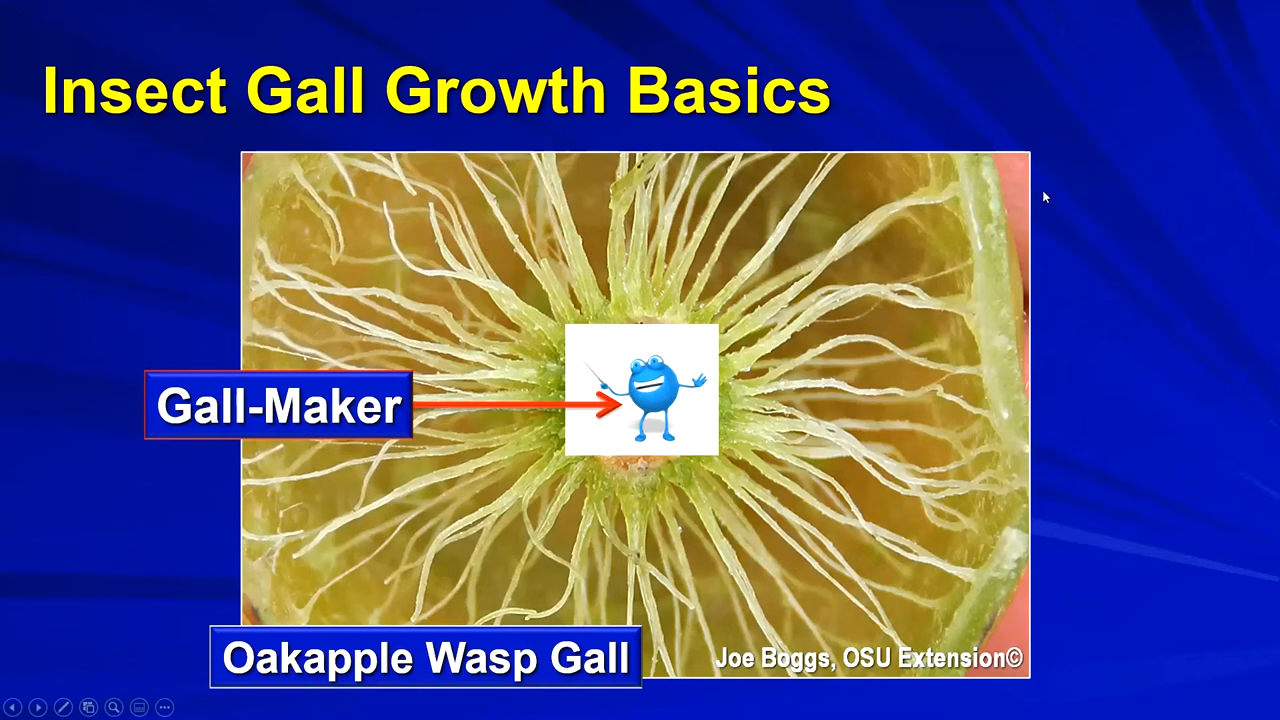 Insect Gall Growth Basics
Gall-Maker
Oakapple Wasp Gall
Joe Boggs, OSU Extension©